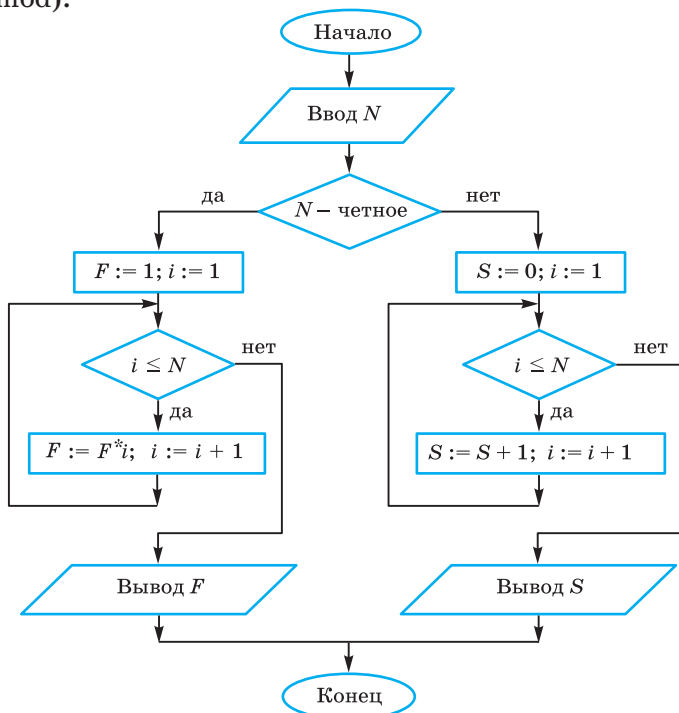 mod).
Начало
Ввод N
да
N – четное
нет
F := 1; i := 1
S := 0; i := 1
i ≤ N
нет
i ≤ N
нет
да
да
F := F*i; i := i + 1
S := S + 1; i := i + 1
Вывод F
Вывод S
Конец